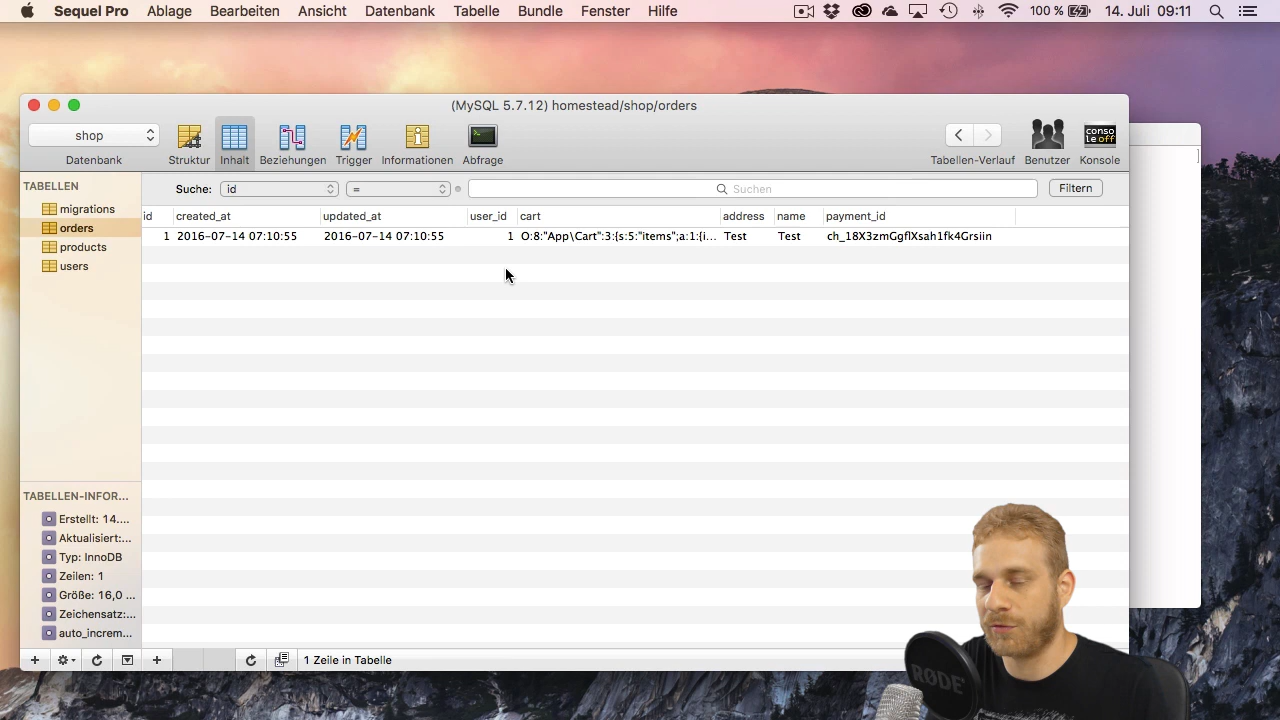 Sequel Pro Ablage Bearbeiten Ansicht Datenbank Tabelle Bundle Fenster Hilfe 100 % 14. Juli 09:11
(MySQL 5.7.12) homestead/shop/orders
shop
conso
le off
Datenbank Struktur Inhalt Beziehungen Trigger Informationen Abfrage Tabellen-Verlauf Benutzer Konsole
TABELLEN
migrations
orders
products
users
Suche: id = Suchen Filtern
id created_at updated_at user_id cart address name payment_id
1 2016-07-14 07:10:55 2016-07-14 07:10:55 1 O:8:"App\Cart":3:{s:5:"items";a:1:{i... Test Test ch_18X3zmGgflXsah1fk4Grsiin
TABELLEN-INFOR...
Erstellt: 14....
Aktualisiert:...
Typ: InnoDB
Zeilen: 1
Größe: 16,0 ...
Zeichensatz:...
auto_increm...
1 Zeile in Tabelle
RØDE